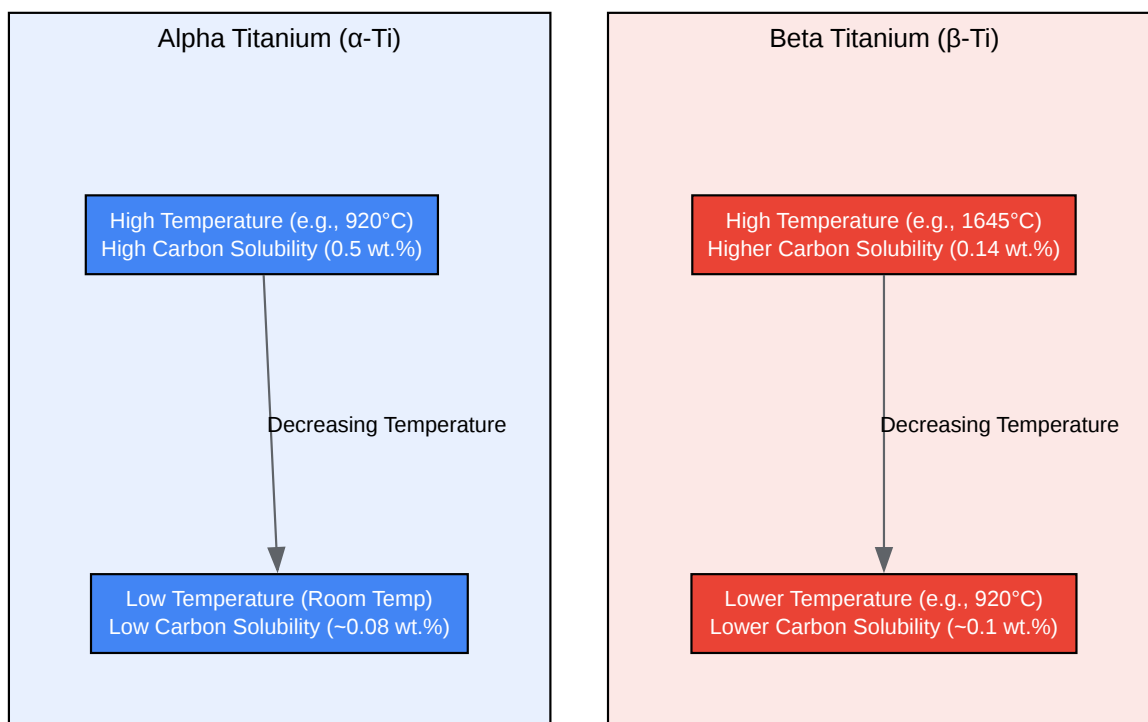 Alpha Titanium (α-Ti)
High Temperature (e.g., 920°C)
High Carbon Solubility (0.5 wt.%)
Decreasing Temperature
Low Temperature (Room Temp)
Low Carbon Solubility (~0.08 wt.%)
Beta Titanium (β-Ti)
High Temperature (e.g., 1645°C)
Higher Carbon Solubility (0.14 wt.%)
Decreasing Temperature
Lower Temperature (e.g., 920°C)
Lower Carbon Solubility (~0.1 wt.%)